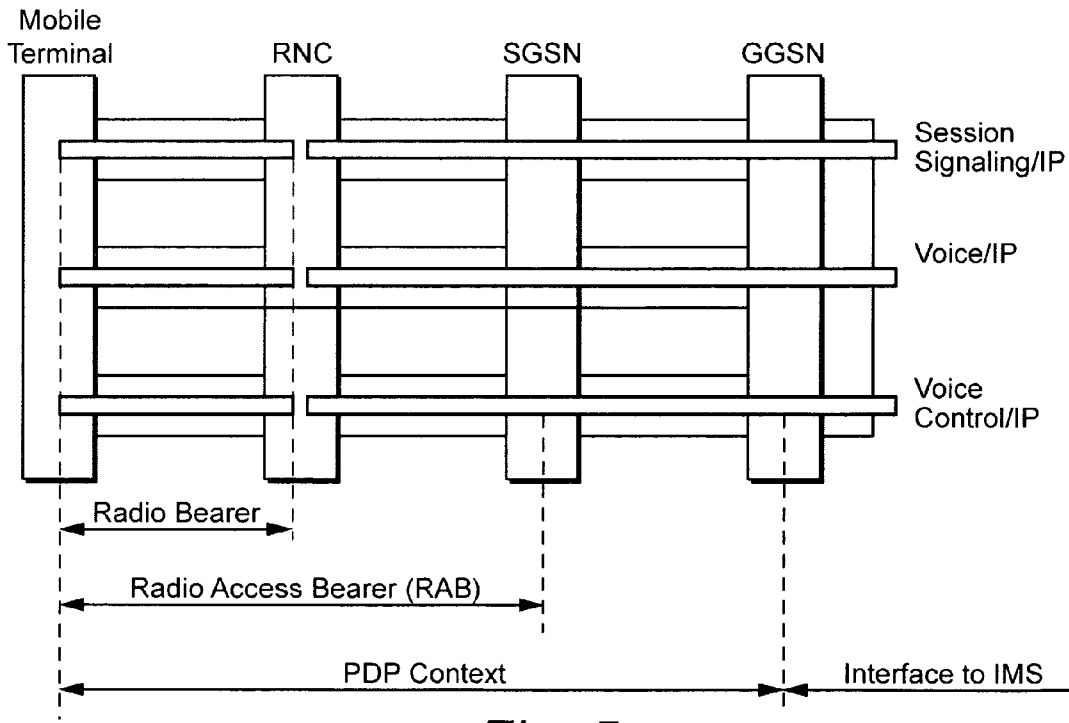 Mobile
Terminal
RNC
SGSN
GGSN
Session
Signaling/IP
Voice/IP
Voice
Control/IP
Radio Bearer
Radio Access Bearer (RAB)
PDP Context
Interface to IMS